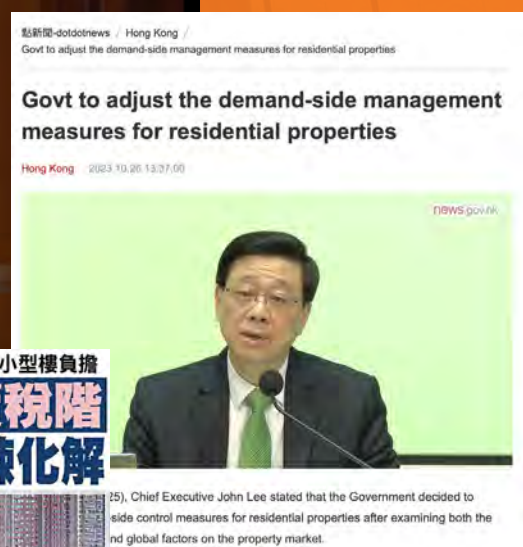 點新聞-dotdotnews / Hong Kong /
Govt to adjust the demand-side management measures for residential properties
Govt to adjust the demand-side management
measures for residential properties
Hong Kong 2023.10.26 13:37:00
news.gov.hk
小型樓負擔
稅階
化解
25), Chief Executive John Lee stated that the Government decided to
side control measures for residential properties after examining both the
nd global factors on the property market.